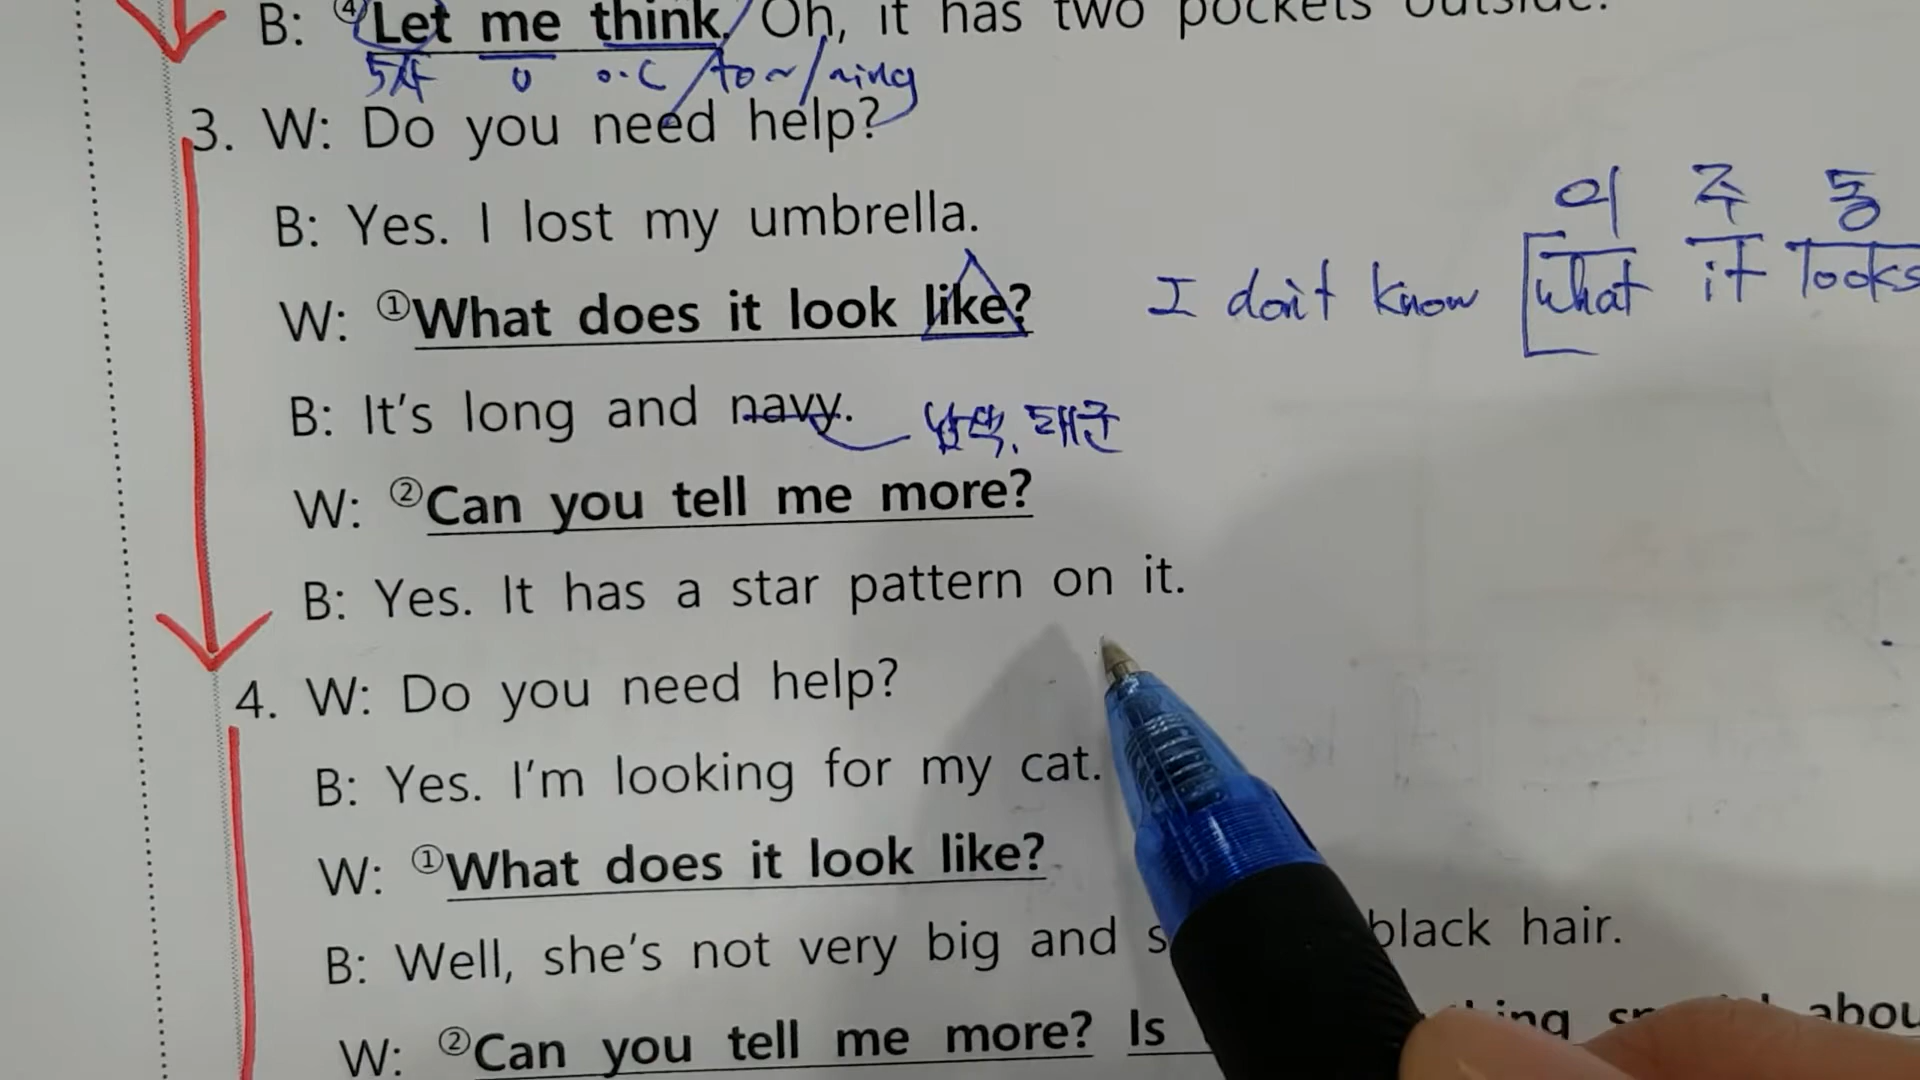 B: ④Let me think. Oh, it has two pockets outside.
5사 O O·C /to~/~ing
3. W: Do you need help?
B: Yes. I lost my umbrella.
의 주 동
W: ①What does it look like? I don't know [what it looks
B: It's long and navy. 남색, 해군
W: ②Can you tell me more?
B: Yes. It has a star pattern on it.
4. W: Do you need help?
B: Yes. I'm looking for my cat.
W: ①What does it look like?
B: Well, she's not very big and black hair.
W: ②Can you tell me more? Is